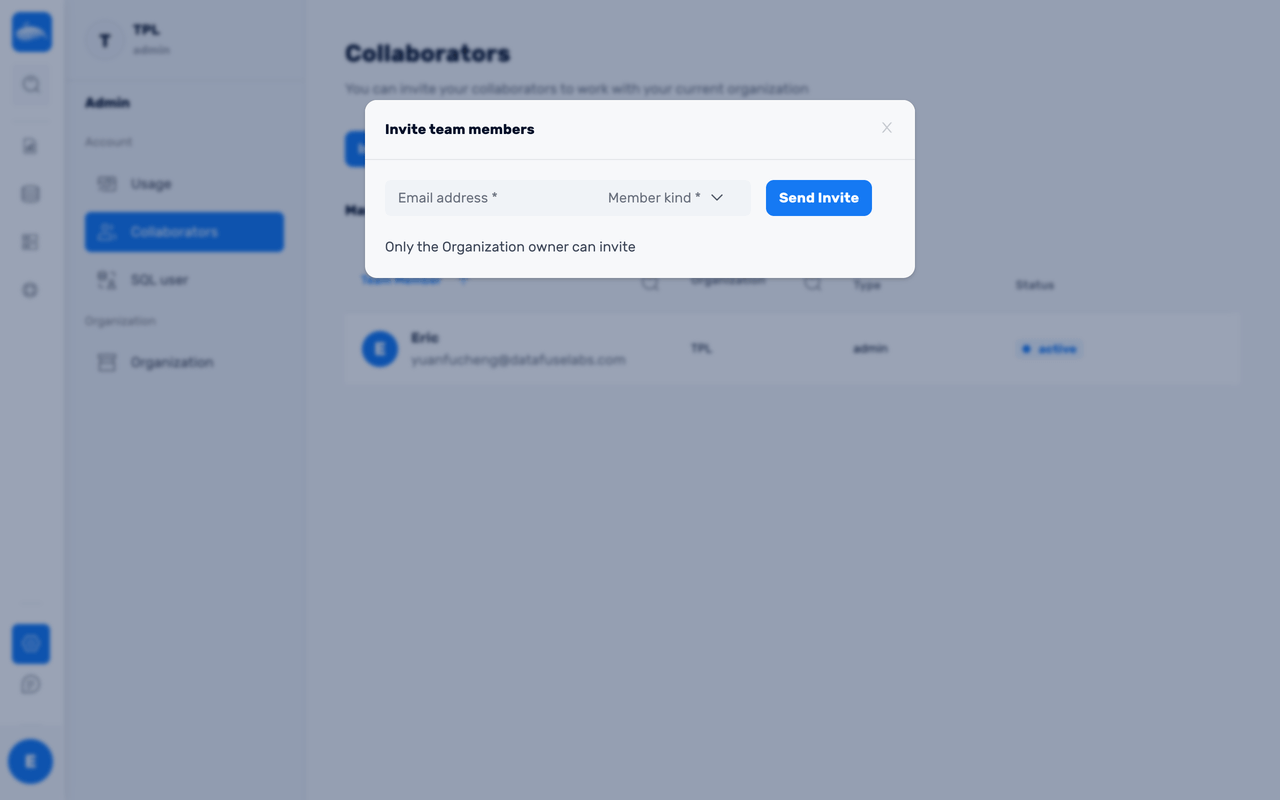 TPL
T
admin
Admin
Account
Usage
Collaborators
SQL user
Organization
Organization
E
Collaborators
You can invite your collaborators to work with your current organization
Invite team members
Email address *
Member kind *
Send Invite
Only the Organization owner can invite
Team Member
Organization
Type
Status
E
Eric
yuanfucheng@datafuselabs.com
TPL
admin
active